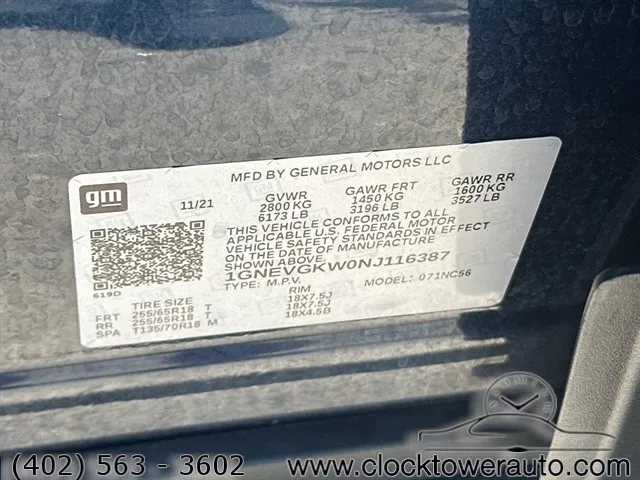 MFD BY GENERAL MOTORS LLC
gm
11/21 GVWR GAWR FRT GAWR RR
2800 KG 1450 KG 1600 KG
6173 LB 3196 LB 3527 LB
THIS VEHICLE CONFORMS TO ALL
APPLICABLE U.S. FEDERAL MOTOR
VEHICLE SAFETY STANDARDS IN EFFECT
ON THE DATE OF MANUFACTURE
SHOWN ABOVE.
1GNEVGKW0NJ116387
619D TYPE: M.P.V. MODEL: 071NC56
TIRE SIZE RIM
FRT 255/65R18 T 18X7.5J
RR 255/65R18 T 18X7.5J
SPA T135/70R18 M 18X4.5B
(402) 563 - 3602 www.clocktowerauto.com